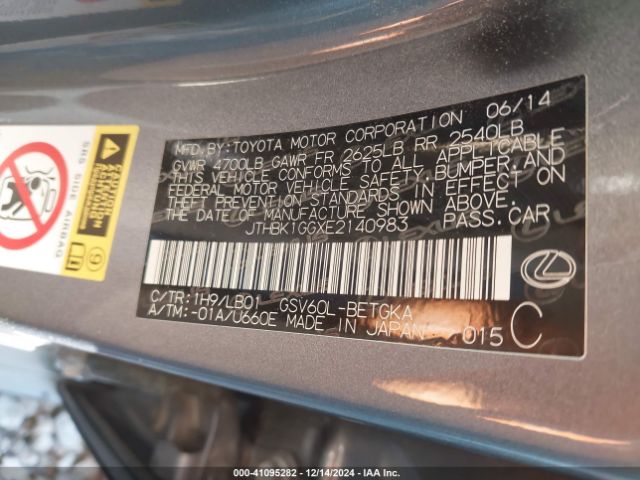 MFD.BY:TOYOTA MOTOR CORPORATION 06/14
GVWR 4700LB GAWR FR 2625LB RR 2540LB
THIS VEHICLE CONFORMS TO ALL APPLICABLE
FEDERAL MOTOR VEHICLE SAFETY,BUMPER,AND
THEFT PREVENTION STANDARDS IN EFFECT ON
THE DATE OF MANUFACTURE SHOWN ABOVE.
JTHBK1GGXE2140983 PASS.CAR
C/TR:1H9/LB01 GSV60L-BETGKA
A/TM:-01A/U660E MADE IN JAPAN 015 C
SRS SIDE AIRBAG
000-41095282 • 12/14/2024 • IAA Inc.